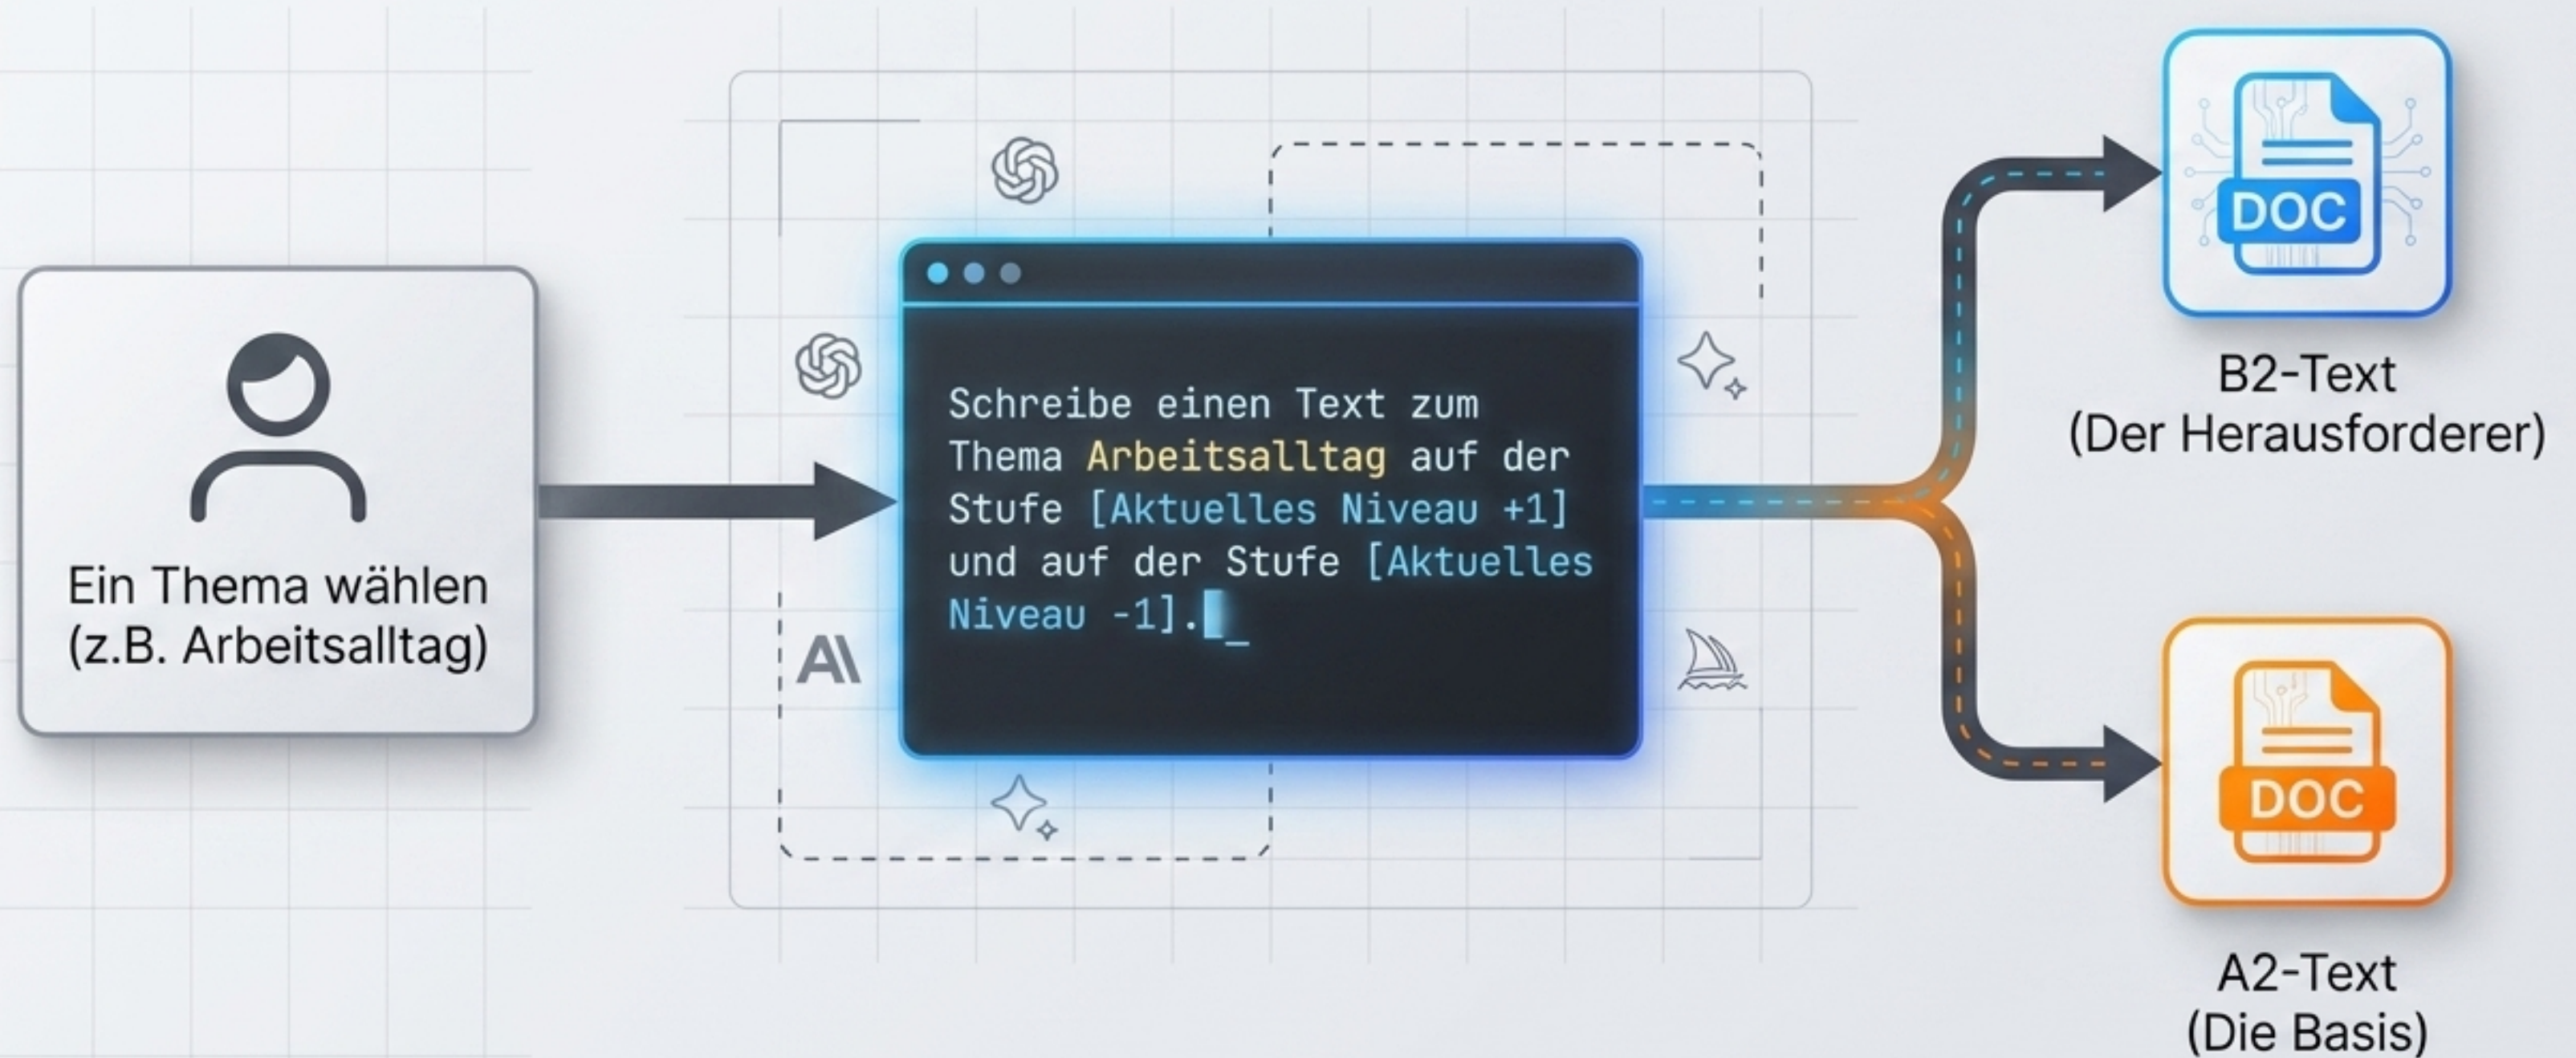 Ein Thema wählen
(z.B. Arbeitsalltag)
Schreibe einen Text zum
Thema Arbeitsalltag auf der
Stufe [Aktuelles Niveau +1]
und auf der Stufe [Aktuelles
Niveau -1]._
DOC
B2-Text
(Der Herausforderer)
DOC
A2-Text
(Die Basis)